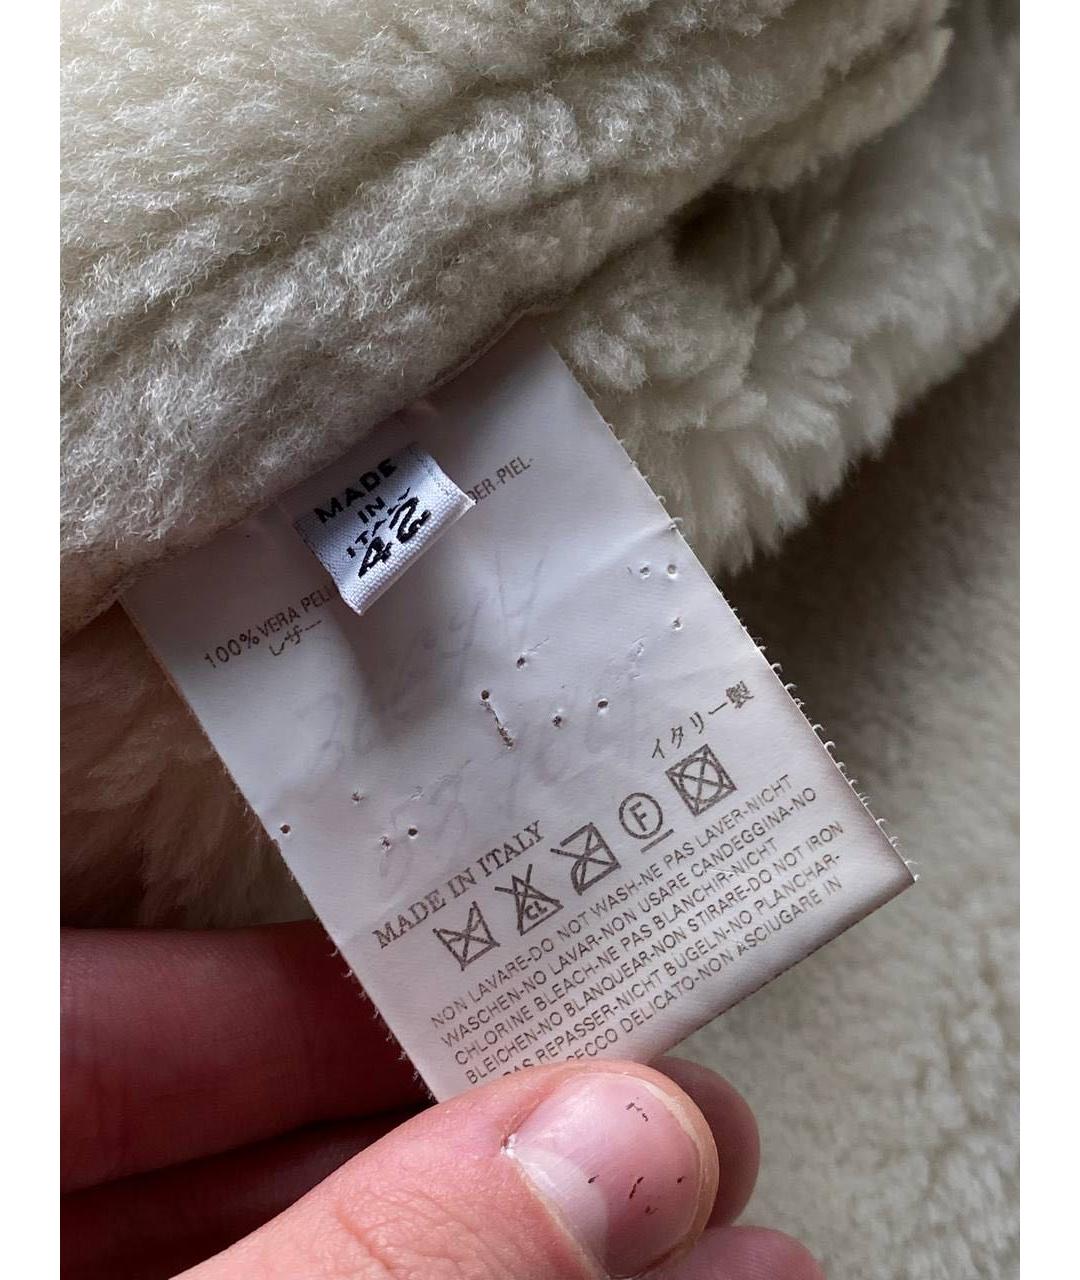 MADE
IN
ITALY
42
DER-PIEL-
100% VERA
レザー
イタリー製
MADE IN ITALY
CL
F
NON LAVARE-DO NOT WASH-NE PAS LAVER-NICHT
WASCHEN-NO LAVAR-NON USARE CANDEGGINA-NO
CHLORINE BLEACH-NE PAS BLANCHIR-NICHT
BLEICHEN-NO BLANQUEAR-NON STIRARE-DO NOT IRON
PAS REPASSER-NICHT BUGELN-NO PLANCHAR-
SECCO DELICATO-NON ASCIUGARE IN